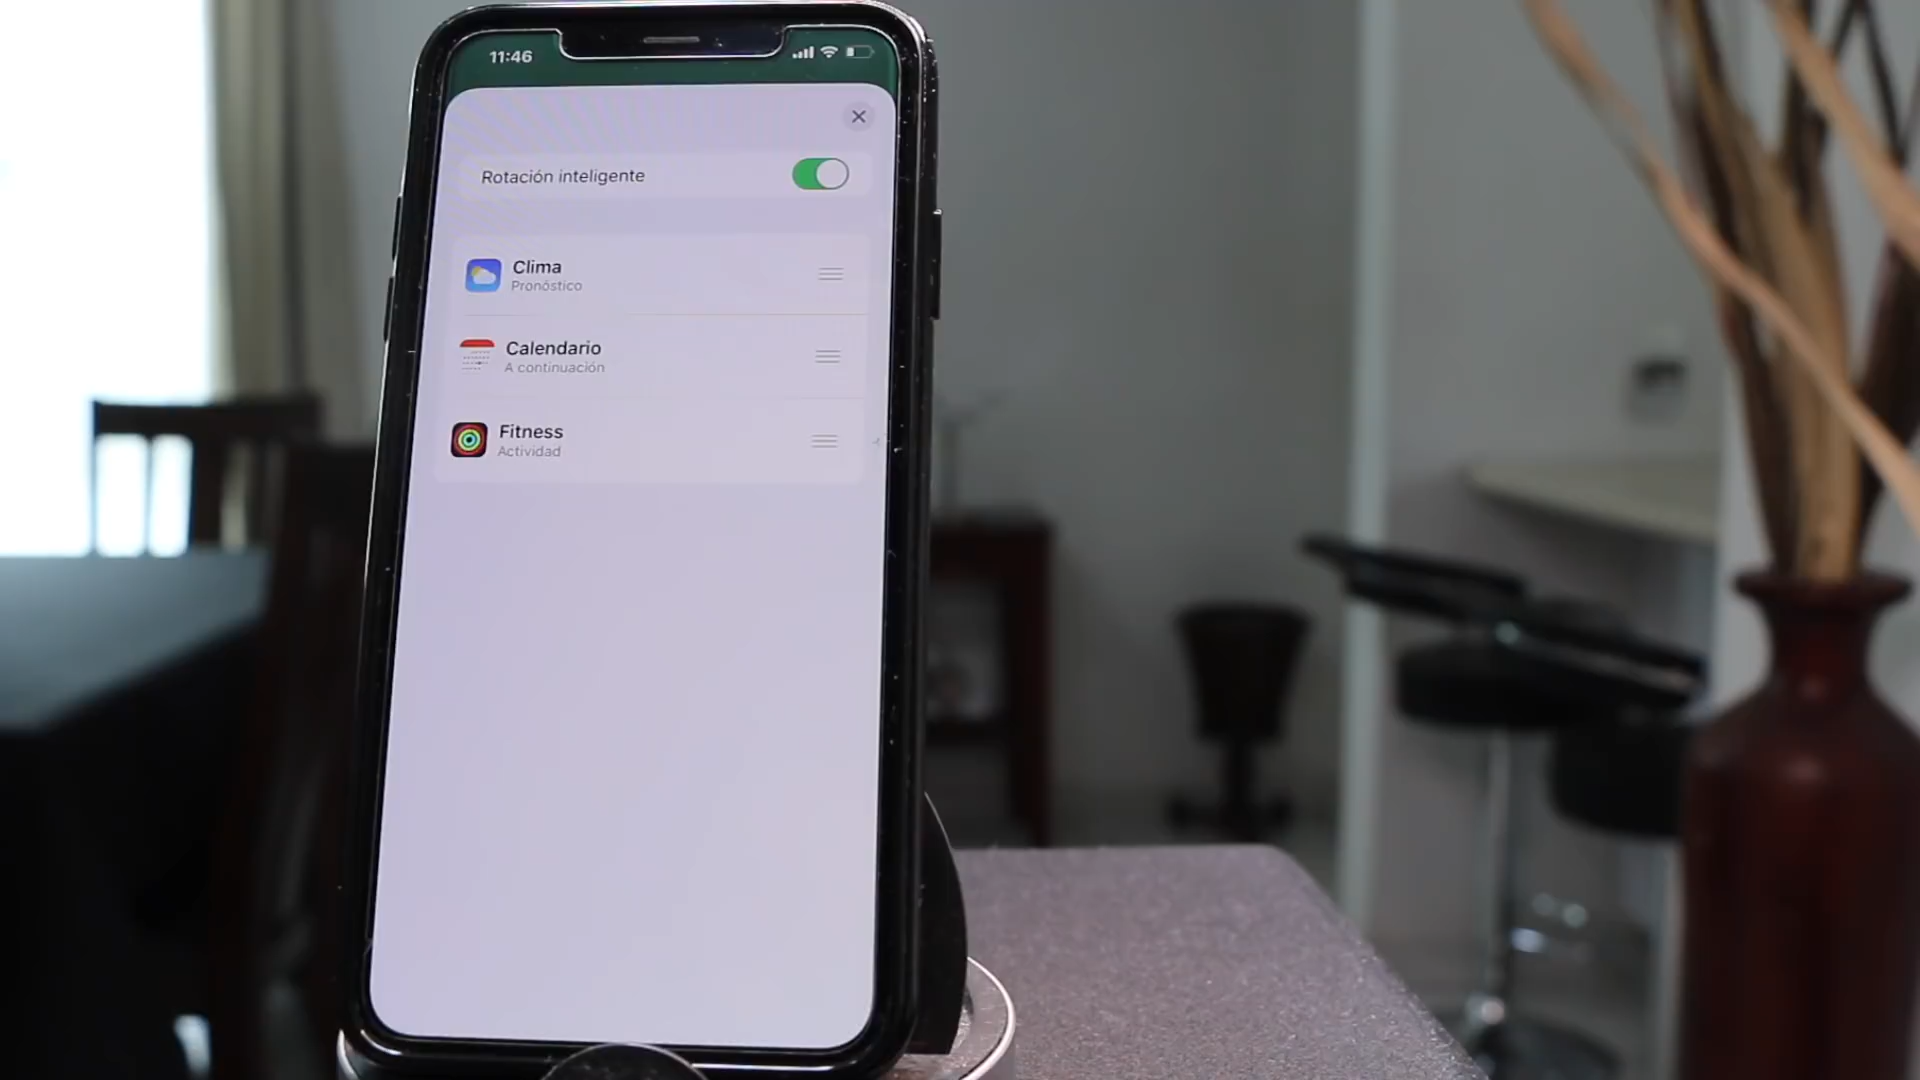 11:46
Rotación inteligente
Clima
Pronóstico
Calendario
A continuación
Fitness
Actividad